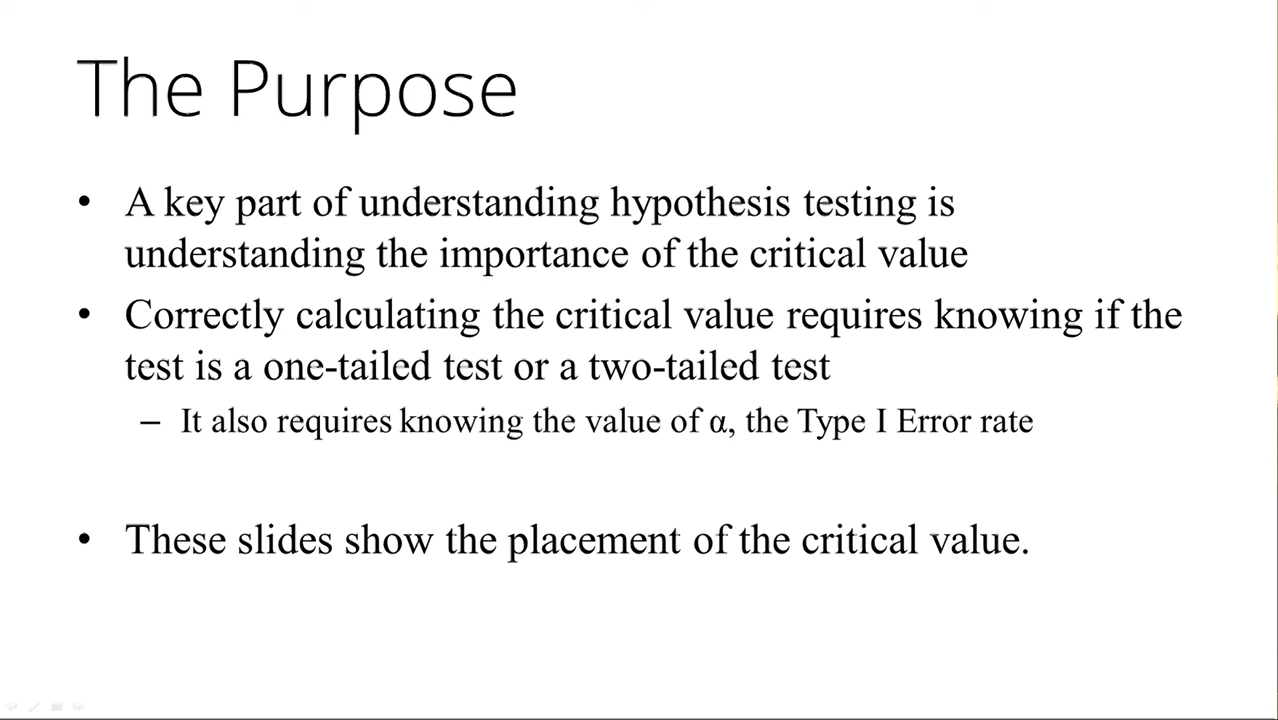 The Purpose
• A key part of understanding hypothesis testing is
understanding the importance of the critical value
• Correctly calculating the critical value requires knowing if the
test is a one-tailed test or a two-tailed test
– It also requires knowing the value of α, the Type I Error rate
• These slides show the placement of the critical value.